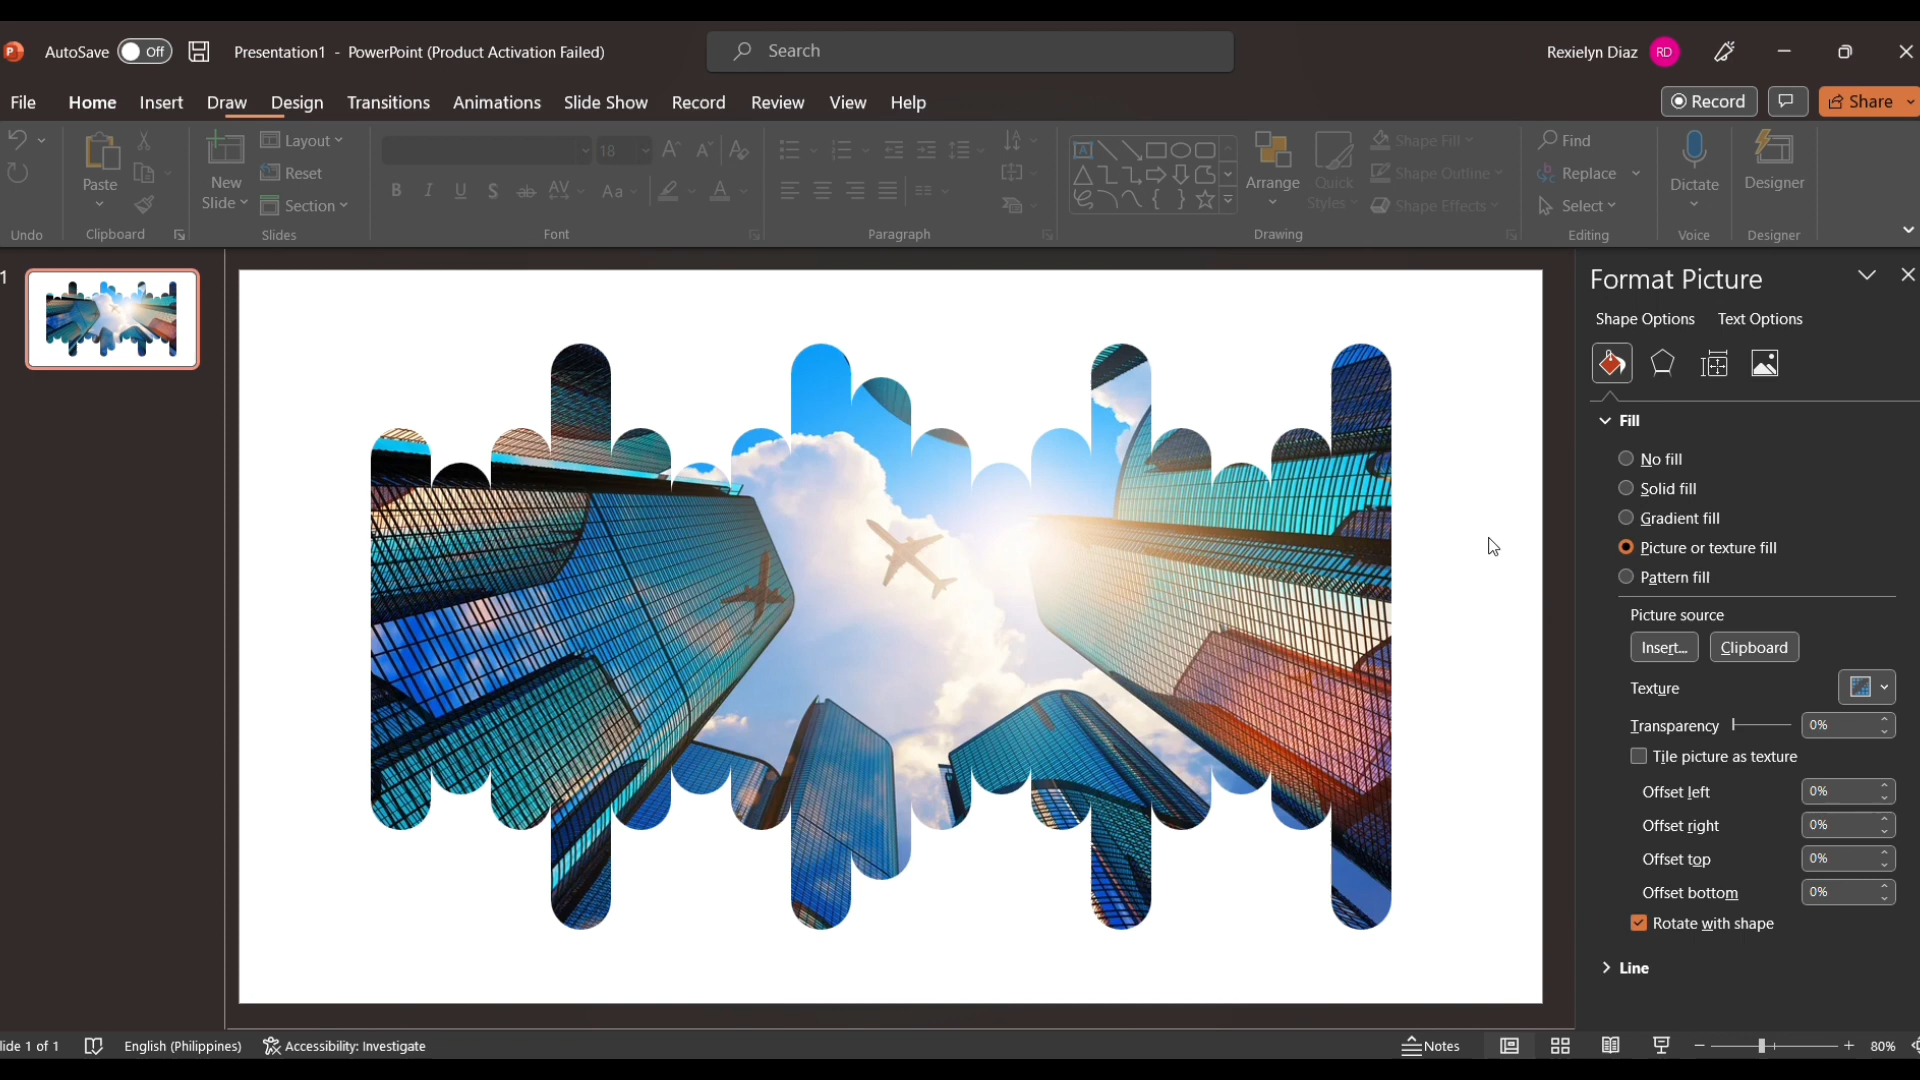 AutoSave Off Presentation1 - PowerPoint (Product Activation Failed) Search Rexielyn Diaz RD
File Home Insert Draw Design Transitions Animations Slide Show Record Review View Help Record Share
Paste New Slide Layout Reset Section
18
B I U S ab AV Aa A
Arrange Quick Styles Shape Fill Shape Outline Shape Effects
Find Replace Select
Dictate Designer
Undo Clipboard Slides Font Paragraph Drawing Editing Voice Designer
1
Format Picture
Shape Options Text Options
Fill
No fill
Solid fill
Gradient fill
Picture or texture fill
Pattern fill
Picture source
Insert... Clipboard
Texture
Transparency 0%
Tile picture as texture
Offset left 0%
Offset right 0%
Offset top 0%
Offset bottom 0%
Rotate with shape
Line
lide 1 of 1 English (Philippines) Accessibility: Investigate Notes 80%